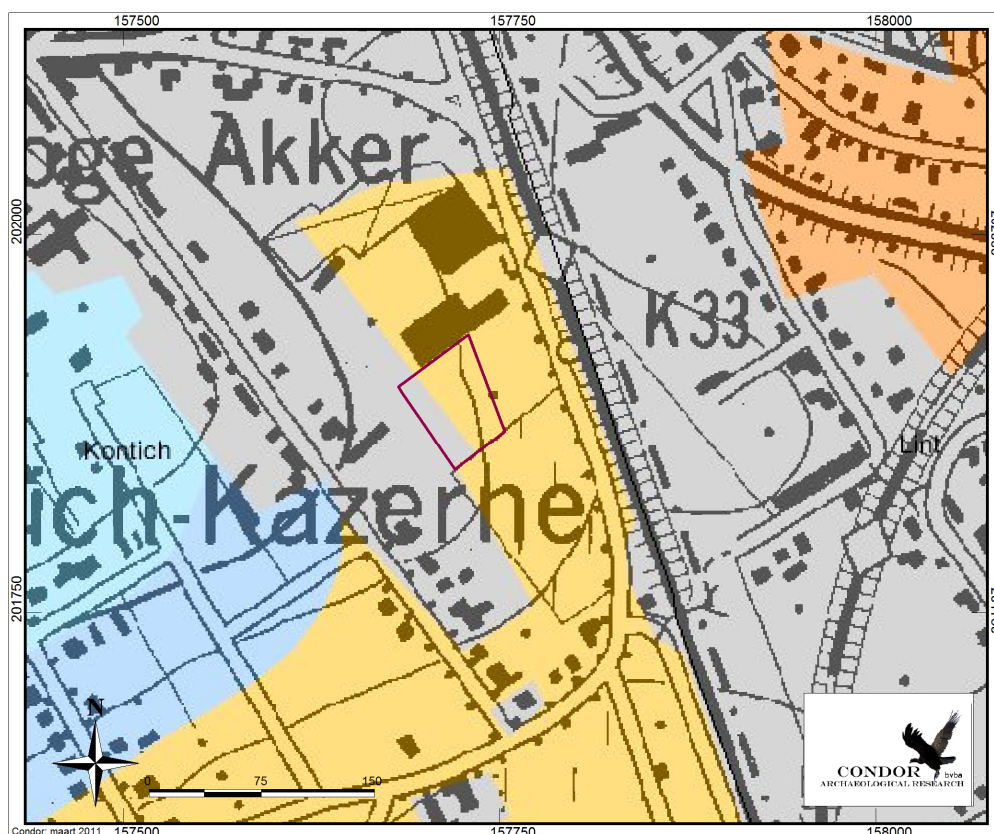 157500 157750 158000
oge Akker
202000
K33
Kontich
Lint
ich-Kazerne
201750
N
0 75 150
CONDOR bvba
ARCHAEOLOGICAL RESEARCH
157500 157750 158000
Condor: maart 2011